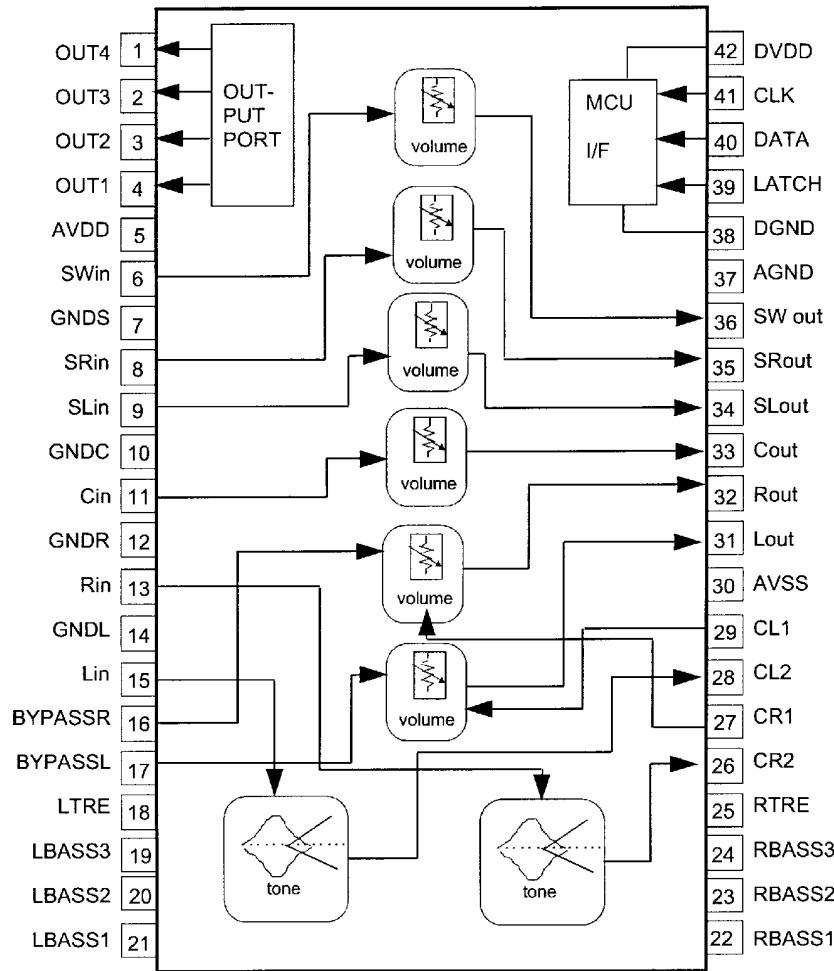 OUT4 1
OUT3 2
OUT2 3
OUT1 4
AVDD 5
SWin 6
GNDS 7
SRin 8
SLin 9
GNDC 10
Cin 11
GNDR 12
Rin 13
GNDL 14
Lin 15
BYPASSR 16
BYPASSL 17
LTRE 18
LBASS3 19
LBASS2 20
LBASS1 21
OUT-
PUT
PORT
volume
volume
volume
volume
volume
volume
tone
tone
MCU
I/F
42 DVDD
41 CLK
40 DATA
39 LATCH
38 DGND
37 AGND
36 SW out
35 SRout
34 SLout
33 Cout
32 Rout
31 Lout
30 AVSS
29 CL1
28 CL2
27 CR1
26 CR2
25 RTRE
24 RBASS3
23 RBASS2
22 RBASS1